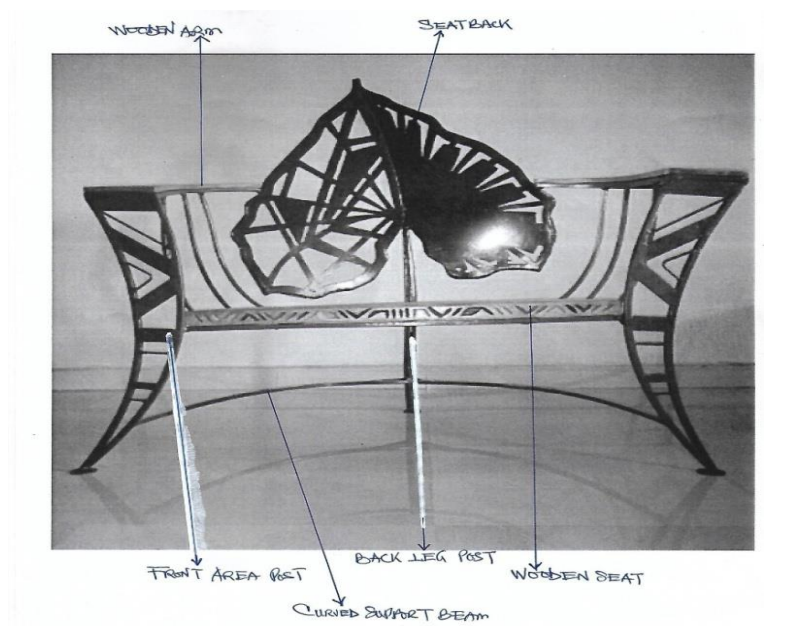 WOODEN ARM
SEATBACK
BACK LEG POST
FRONT AREA POST
WOODEN SEAT
CURVED SUPPORT BEAM